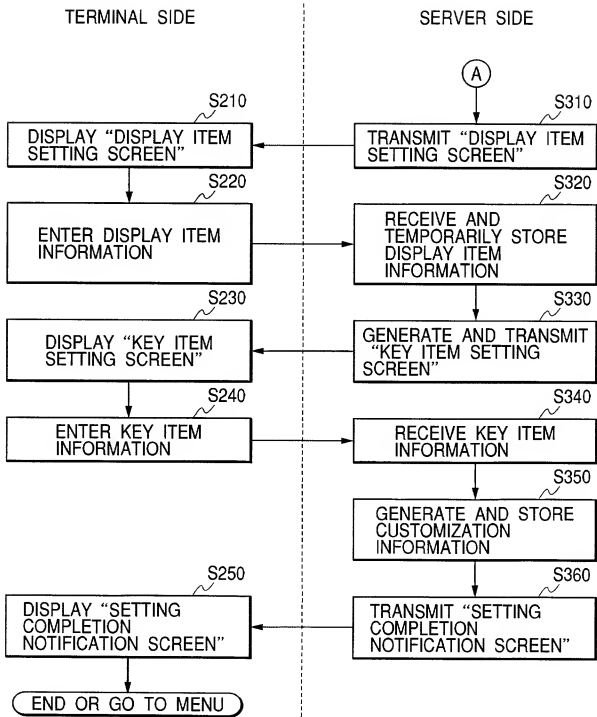 TERMINAL SIDE
SERVER SIDE
A
S310
TRANSMIT "DISPLAY ITEM
SETTING SCREEN"
S210
DISPLAY "DISPLAY ITEM
SETTING SCREEN"
S220
ENTER DISPLAY ITEM
INFORMATION
S320
RECEIVE AND
TEMPORARILY STORE
DISPLAY ITEM
INFORMATION
S330
GENERATE AND TRANSMIT
"KEY ITEM SETTING
SCREEN"
S230
DISPLAY "KEY ITEM
SETTING SCREEN"
S240
ENTER KEY ITEM
INFORMATION
S340
RECEIVE KEY ITEM
INFORMATION
S350
GENERATE AND STORE
CUSTOMIZATION
INFORMATION
S360
TRANSMIT "SETTING
COMPLETION
NOTIFICATION SCREEN"
S250
DISPLAY "SETTING
COMPLETION
NOTIFICATION SCREEN"
END OR GO TO MENU